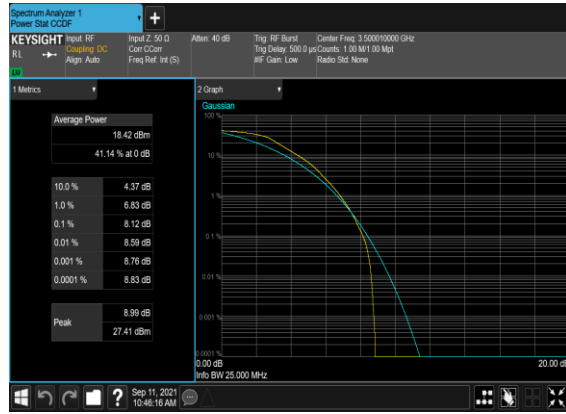 Spectrum Analyzer 1
Power Stat CCDF
+
KEYSIGHT
RL
Input: RF
Coupling: DC
Align: Auto
Input Z: 50 Ω
Corr CCorr
Freq Ref: Int (S)
Atten: 40 dB
Trig: RF Burst
Trig Delay: 500.0 µs
#IF Gain: Low
Center Freq: 3.500010000 GHz
Counts: 1.00 M/1.00 Mpt
Radio Std: None
1 Metrics
Average Power
18.42 dBm
41.14 % at 0 dB
10.0 % 4.37 dB
1.0 % 6.83 dB
0.1 % 8.12 dB
0.01 % 8.59 dB
0.001 % 8.76 dB
0.0001 % 8.83 dB
Peak
8.99 dB
27.41 dBm
2 Graph
Gaussian
100 %
10 %
1 %
0.1 %
0.01 %
0.001 %
0.0001 %
0.00 dB
20.00 dB
Info BW 25.000 MHz
?
Sep 11, 2021
10:46:16 AM